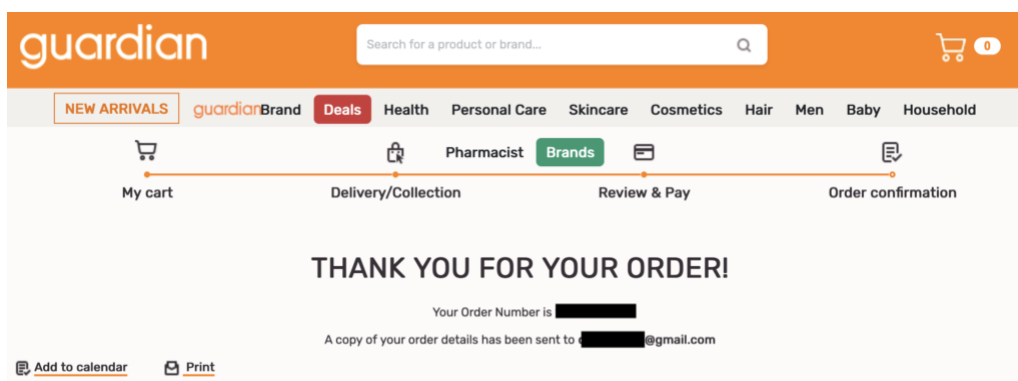 guardian
Search for a product or brand...
0
NEW ARRIVALS guardianBrand Deals Health Personal Care Skincare Cosmetics Hair Men Baby Household
Pharmacist Brands
My cart Delivery/Collection Review & Pay Order confirmation
THANK YOU FOR YOUR ORDER!
Your Order Number is
A copy of your order details has been sent to @gmail.com
Add to calendar Print